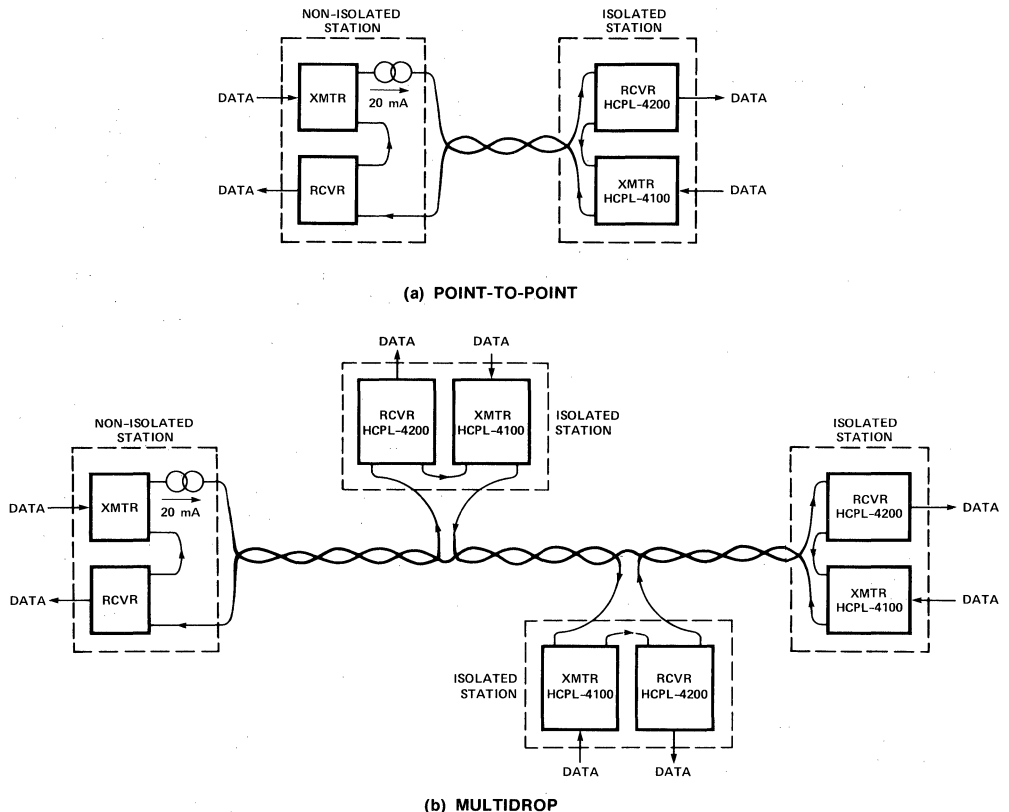 NON-ISOLATED
STATION
ISOLATED
STATION
DATA
XMTR
20 mA
RCVR
HCPL-4200
DATA
DATA
RCVR
XMTR
HCPL-4100
DATA
(a) POINT-TO-POINT
DATA
DATA
RCVR
HCPL-4200
XMTR
HCPL-4100
ISOLATED
STATION
NON-ISOLATED
STATION
ISOLATED
STATION
DATA
XMTR
20 mA
RCVR
HCPL-4200
DATA
DATA
RCVR
XMTR
HCPL-4100
DATA
ISOLATED
STATION
XMTR
HCPL-4100
RCVR
HCPL-4200
DATA
DATA
(b) MULTIDROP